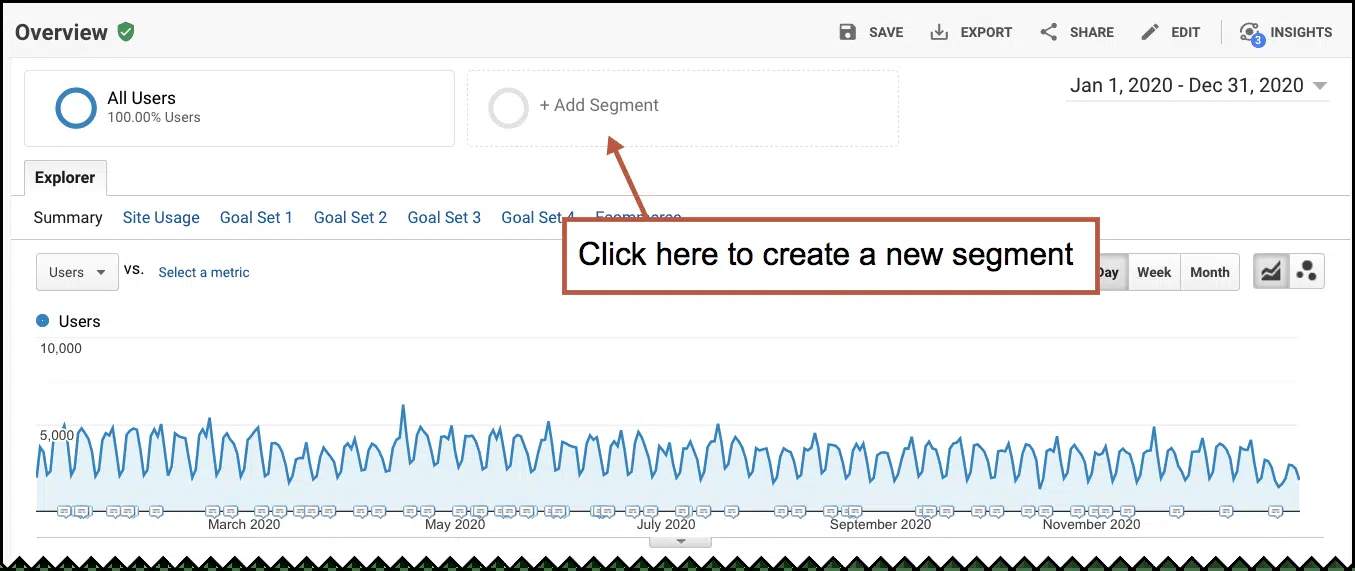 Overview
SAVE
EXPORT
SHARE
EDIT
3
INSIGHTS
All Users
100.00% Users
+ Add Segment
Jan 1, 2020 - Dec 31, 2020
Explorer
Summary
Site Usage
Goal Set 1
Goal Set 2
Goal Set 3
Goal Set 4
Ecommerce
Click here to create a new segment
Users
vs.
Select a metric
Day
Week
Month
Users
10,000
5,000
March 2020
May 2020
July 2020
September 2020
November 2020